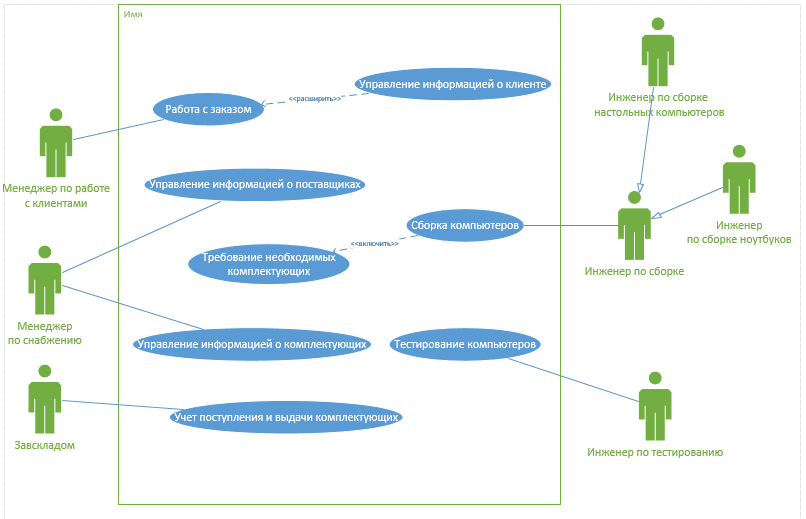 Имя
Управление информацией о клиенте
<<расширить>>
Работа с заказом
Инженер по сборке
настольных компьютеров
Менеджер по работе
с клиентами
Управление информацией о поставщиках
Инженер
по сборке ноутбуков
Сборка компьютеров
<<включить>>
Требование необходимых
комплектующих
Инженер по сборке
Менеджер
по снабжению
Управление информацией о комплектующих
Тестирование компьютеров
Учет поступления и выдачи комплектующих
Завскладом
Инженер по тестированию